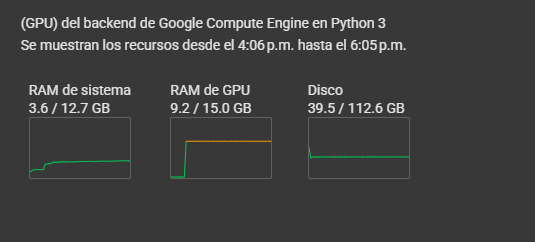 (GPU) del backend de Google Compute Engine en Python 3
Se muestran los recursos desde el 4:06 p.m. hasta el 6:05 p.m.
RAM de sistema
3.6 / 12.7 GB
RAM de GPU
9.2 / 15.0 GB
Disco
39.5 / 112.6 GB